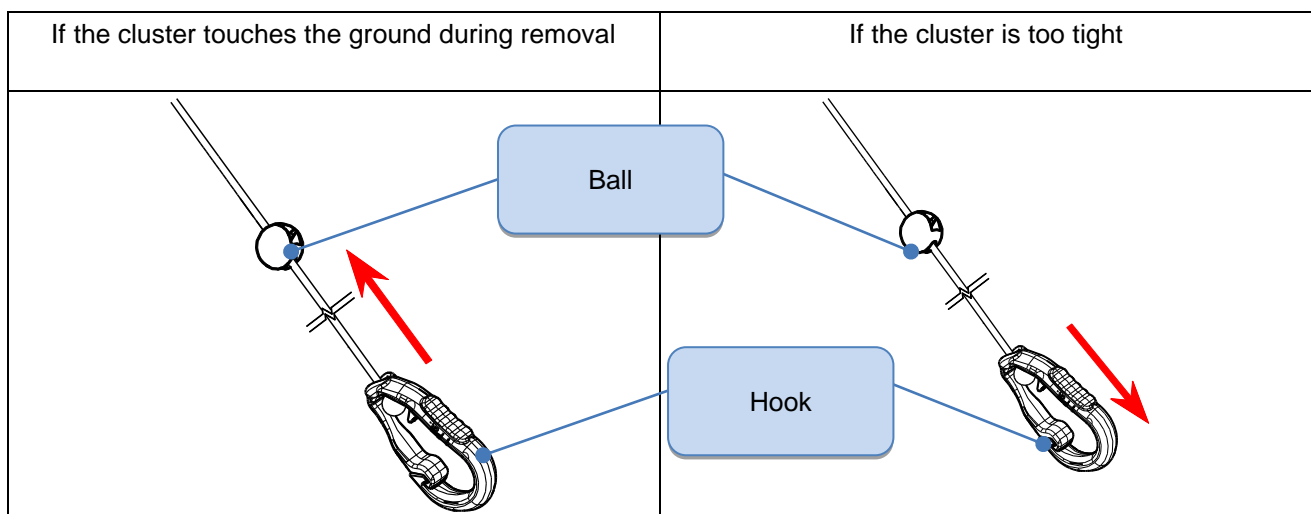 If the cluster touches the ground during removal
If the cluster is too tight
Ball
Hook